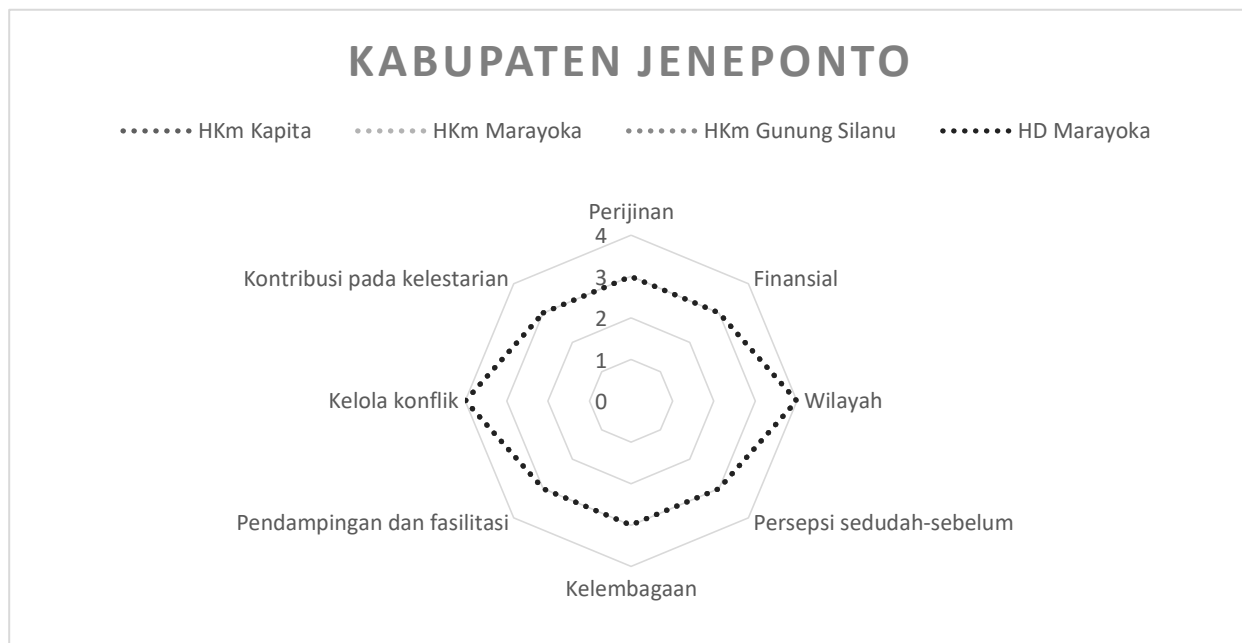 KABUPATEN JENEPONTO
HKm Kapita HKm Marayoka HKm Gunung Silanu HD Marayoka
Perijinan
4
Kontribusi pada kelestarian 3 Finansial
2
1
Kelola konflik 0 Wilayah
Pendampingan dan fasilitasi Persepsi sedudah-sebelum
Kelembagaan